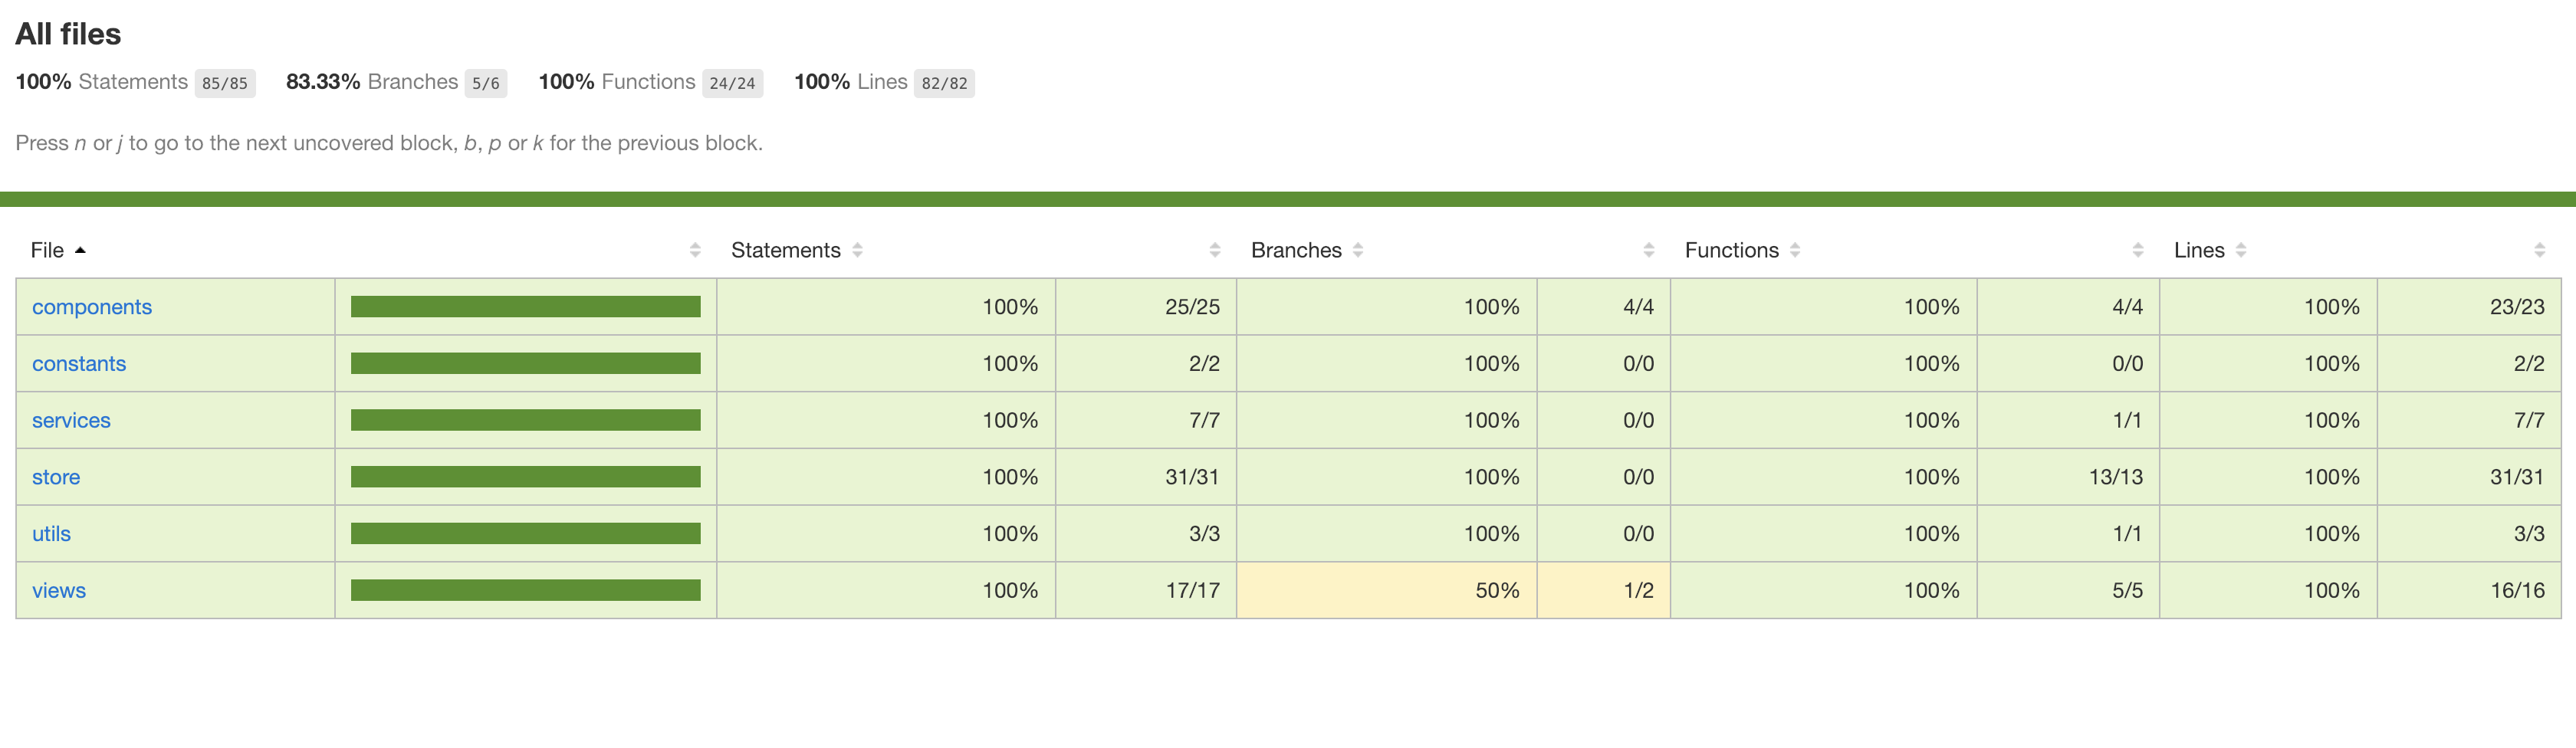 All files
100% Statements 85/85 83.33% Branches 5/6 100% Functions 24/24 100% Lines 82/82
Press n or j to go to the next uncovered block, b, p or k for the previous block.
File Statements Branches Functions Lines
components 100% 25/25 100% 4/4 100% 4/4 100% 23/23
constants 100% 2/2 100% 0/0 100% 0/0 100% 2/2
services 100% 7/7 100% 0/0 100% 1/1 100% 7/7
store 100% 31/31 100% 0/0 100% 13/13 100% 31/31
utils 100% 3/3 100% 0/0 100% 1/1 100% 3/3
views 100% 17/17 50% 1/2 100% 5/5 100% 16/16